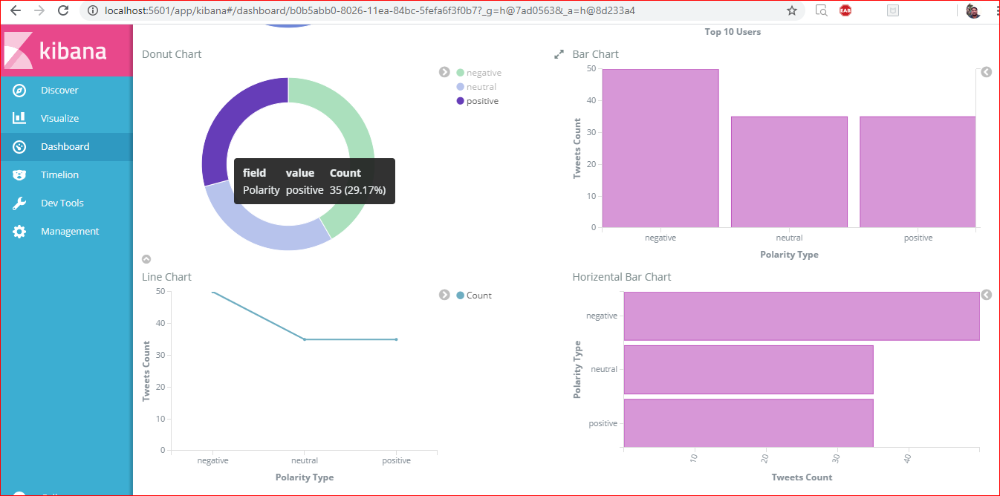 localhost:5601/app/kibana#/dashboard/b0b5abb0-8026-11ea-84bc-5fefa6f3f0b7?_g=h@7ad0563&_a=h@8d233a4
EAB
kibana
Discover
Visualize
Dashboard
Timelion
Dev Tools
Management
Top 10 Users
Donut Chart
negative
neutral
positive
field value Count
Polarity positive 35 (29.17%)
Bar Chart
Tweets Count
50
40
30
20
10
0
negative neutral positive
Polarity Type
Line Chart
Count
Tweets Count
50
40
30
20
10
0
negative neutral positive
Polarity Type
Horizental Bar Chart
Polarity Type
negative
neutral
positive
10 20 30 40
Tweets Count